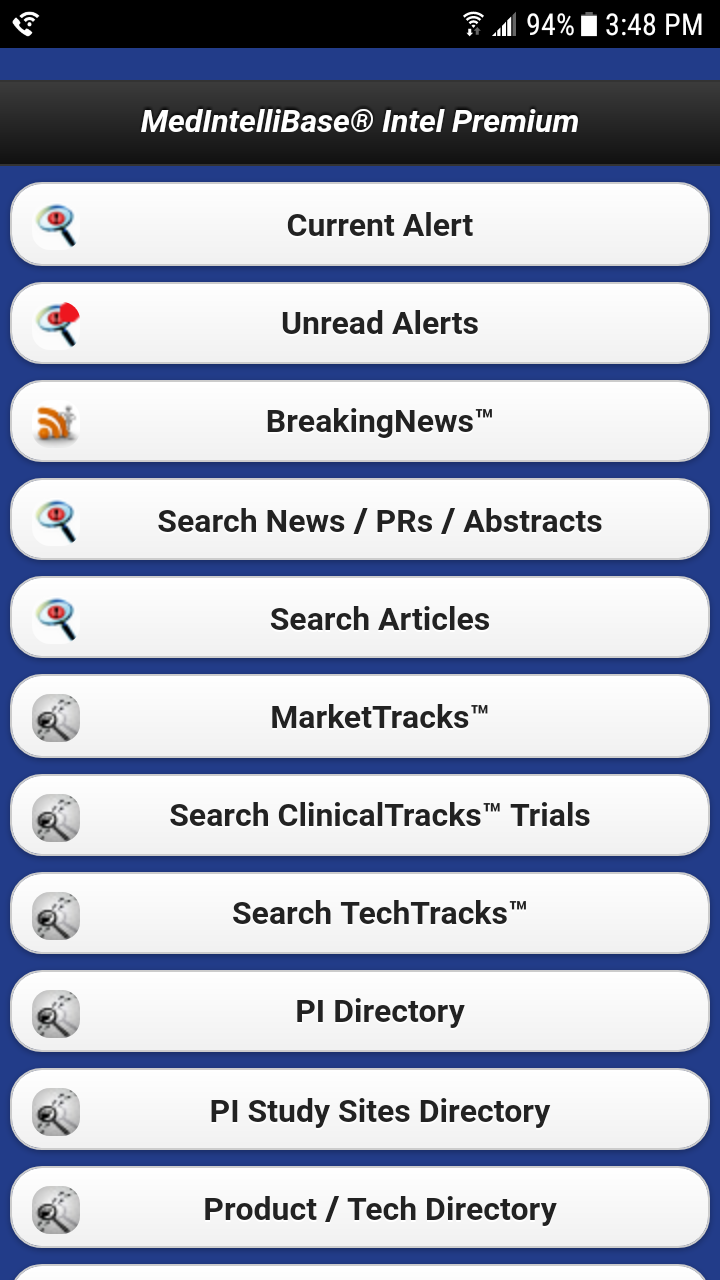 94% 3:48 PM
MedIntelliBase® Intel Premium
Current Alert
Unread Alerts
BreakingNews™
Search News / PRs / Abstracts
Search Articles
MarketTracks™
Search ClinicalTracks™ Trials
Search TechTracks™
PI Directory
PI Study Sites Directory
Product / Tech Directory